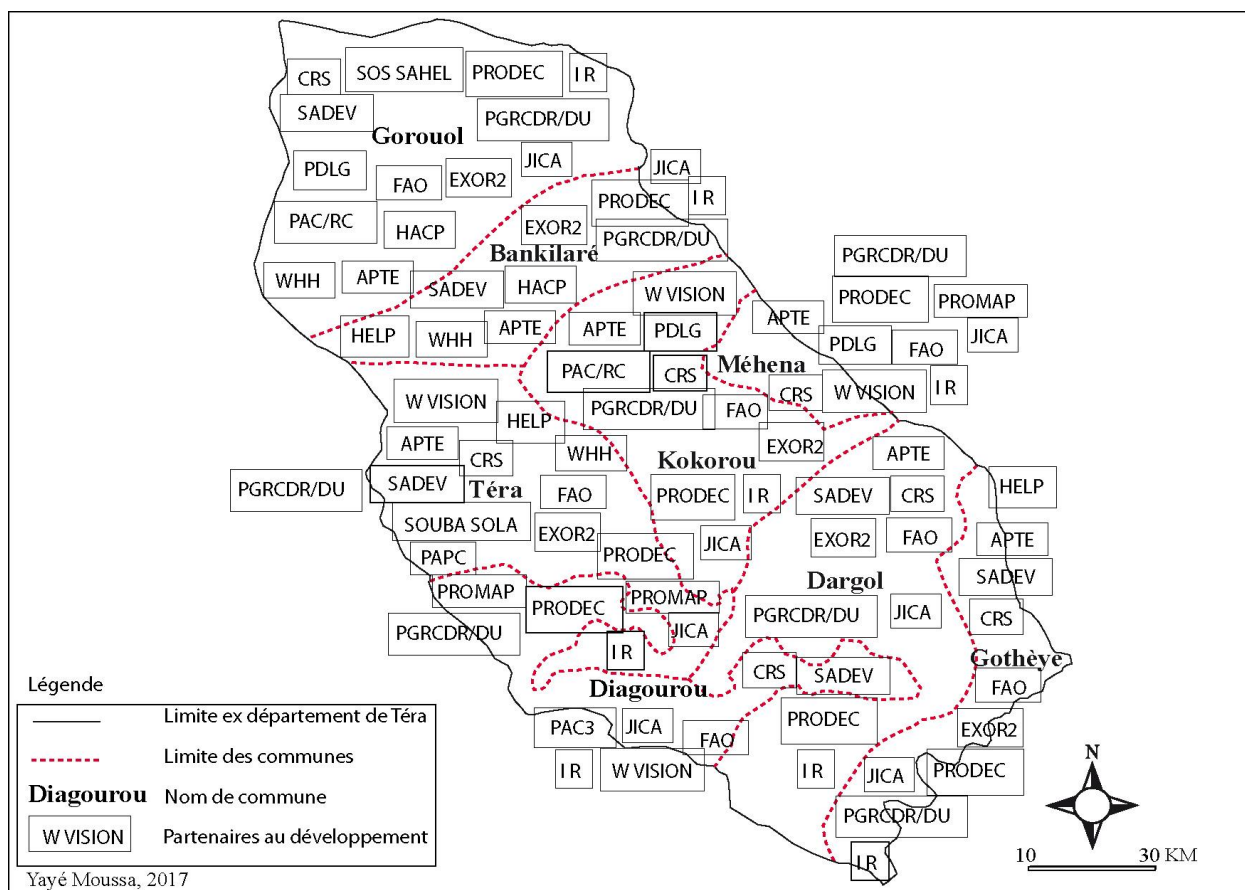 CRS
SOS SAHEL
PRODEC
I R
SADEV
PGRCDR/DU
Gorouol
JICA
PDLG
FAO
EXOR2
JICA
PRODEC
I R
PAC/RC
HACP
EXOR2
PGRCDR/DU
Bankilaré
PGRCDR/DU
WHH
APTE
SADEV
HACP
W VISION
PRODEC
PROMAP
APTE
HELP
WHH
APTE
APTE
PDLG
PDLG
FAO
JICA
PAC/RC
CRS
Méhena
CRS
W VISION
I R
W VISION
HELP
PGRCDR/DU
FAO
EXOR2
APTE
CRS
WHH
APTE
Kokorou
PGRCDR/DU
SADEV
Téra
FAO
PRODEC
I R
SADEV
CRS
HELP
SOUBA SOLA
EXOR2
JICA
EXOR2
FAO
APTE
PAPC
PRODEC
Dargol
SADEV
PROMAP
PRODEC
PROMAP
PGRCDR/DU
JICA
CRS
PGRCDR/DU
JICA
I R
CRS
SADEV
Gothèye
Diagourou
FAO
PAC3
JICA
FAO
PRODEC
EXOR2
I R
W VISION
I R
JICA
PRODEC
PGRCDR/DU
I R
Légende
Limite ex département de Téra
Limite des communes
Diagourou Nom de commune
W VISION Partenaires au développement
Yayé Moussa, 2017
N
10 30 KM